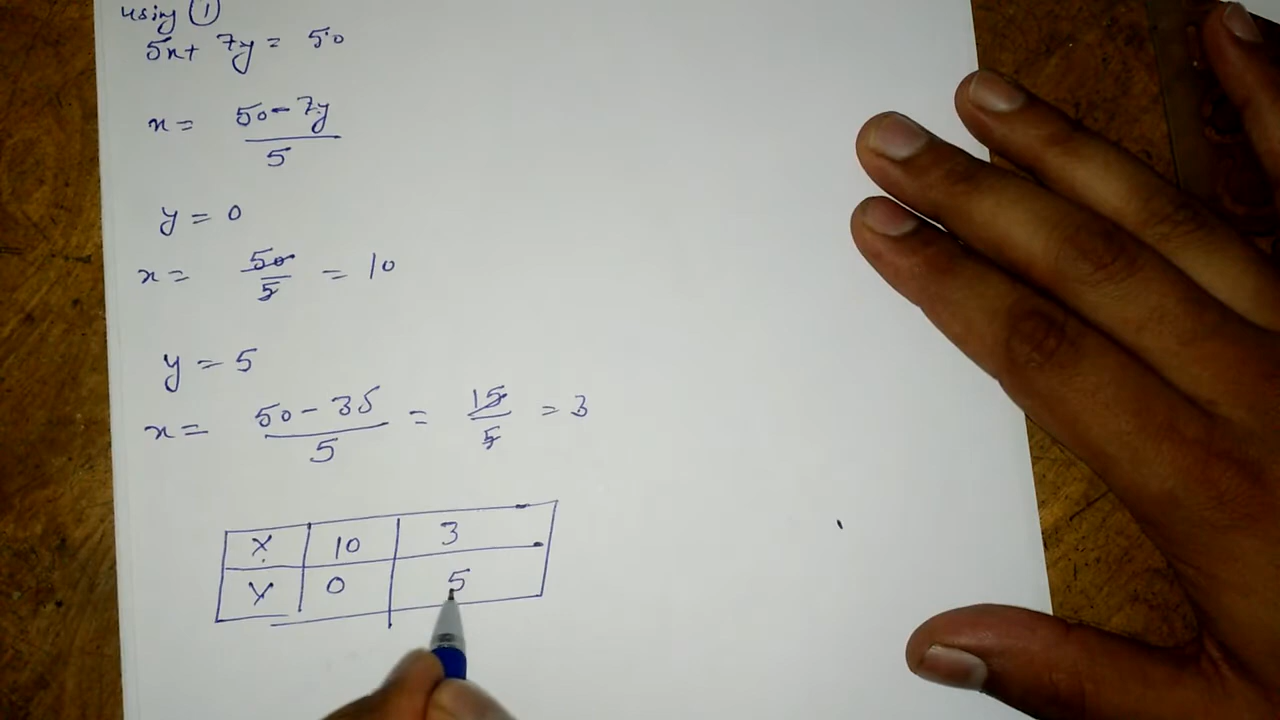 using ①
5x + 7y = 50
x = 50 - 7y / 5
y = 0
x = 50 / 5 = 10
y = 5
x = 50 - 35 / 5 = 15 / 5 = 3
X 10 3
Y 0 5